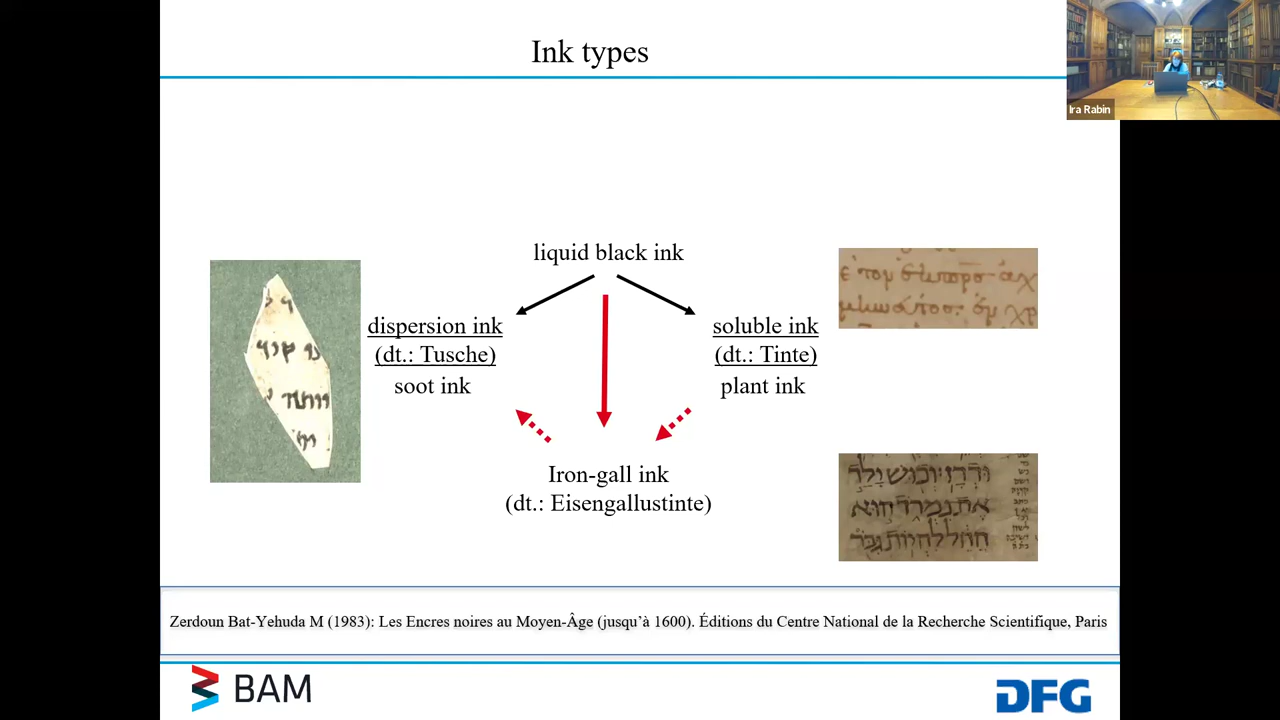 Ink types
Ira Rabin
liquid black ink
dispersion ink
(dt.: Tusche)
soot ink
soluble ink
(dt.: Tinte)
plant ink
Iron-gall ink
(dt.: Eisengallustinte)
Zerdoun Bat-Yehuda M (1983): Les Encres noires au Moyen-Âge (jusqu’à 1600). Éditions du Centre National de la Recherche Scientifique, Paris
BAM
DFG